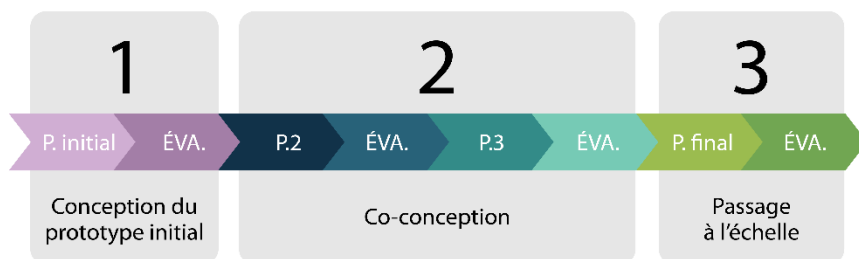 1
2
3
P. initial
ÉVA.
P.2
ÉVA.
P.3
ÉVA.
P. final
ÉVA.
Conception du
prototype initial
Co-conception
Passage
à l'échelle